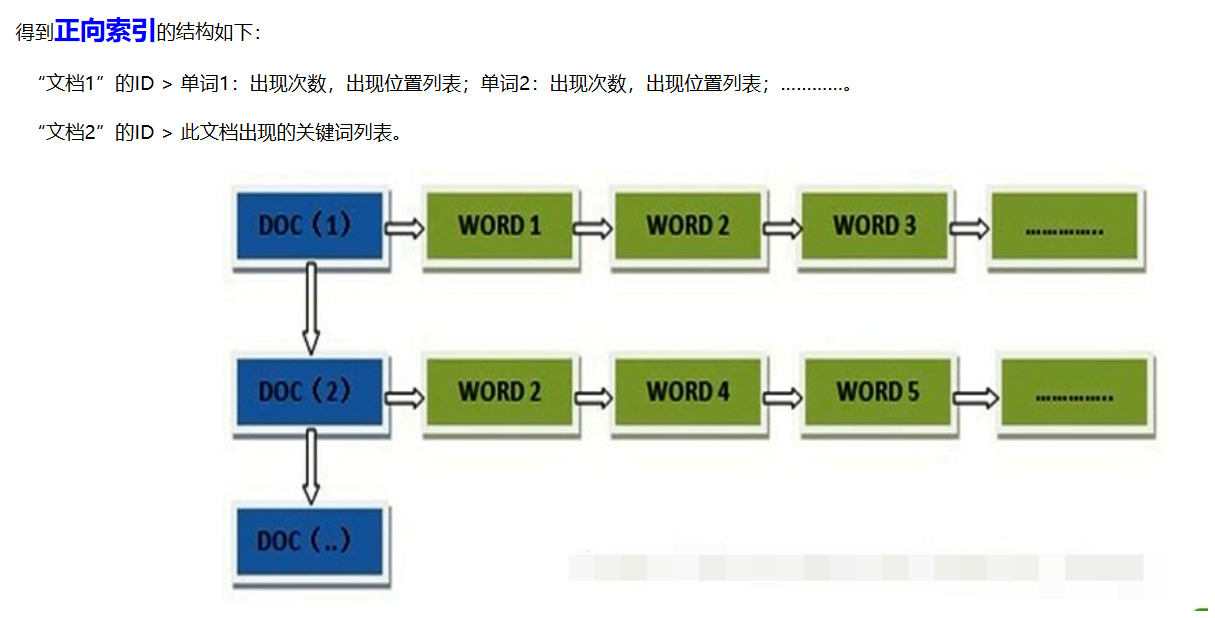 得到正向索引的结构如下：
“文档1”的ID > 单词1：出现次数，出现位置列表；单词2：出现次数，出现位置列表；…………。
“文档2”的ID > 此文档出现的关键词列表。
DOC（1） WORD 1 WORD 2 WORD 3 …………..
DOC（2） WORD 2 WORD 4 WORD 5 …………..
DOC（..）